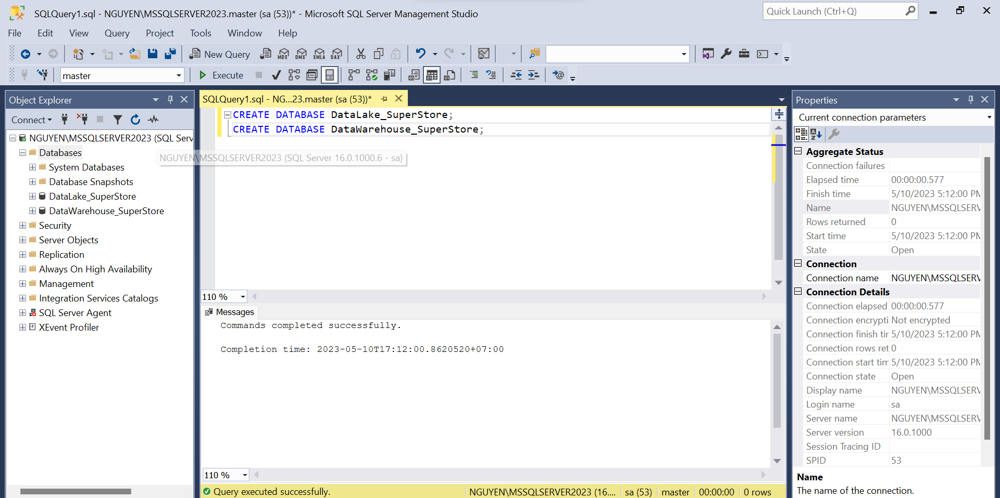 SQLQuery1.sql - NGUYEN\MSSQLSERVER2023.master (sa (53))* - Microsoft SQL Server Management Studio
Quick Launch (Ctrl+Q)
File Edit View Query Project Tools Window Help
New Query
MDX DMX XMLA DAX
master
Execute
Object Explorer
Connect
NGUYEN\MSSQLSERVER2023 (SQL Serv
Databases
System Databases
Database Snapshots
DataLake_SuperStore
DataWarehouse_SuperStore
Security
Server Objects
Replication
Always On High Availability
Management
Integration Services Catalogs
SQL Server Agent
XEvent Profiler
SQLQuery1.sql - NG...23.master (sa (53))*
CREATE DATABASE DataLake_SuperStore;
CREATE DATABASE DataWarehouse_SuperStore;
NGUYEN\MSSQLSERVER2023 (SQL Server 16.0.1000.6 - sa)
110 %
Messages
Commands completed successfully.
Completion time: 2023-05-10T17:12:00.8620520+07:00
110 %
Query executed successfully.
NGUYEN\MSSQLSERVER2023 (16.... sa (53) master 00:00:00 0 rows
Properties
Current connection parameters
Aggregate Status
Connection failures
Elapsed time 00:00:00.577
Finish time 5/10/2023 5:12:00 PM
Name NGUYEN\MSSQLSERV
Rows returned 0
Start time 5/10/2023 5:12:00 PM
State Open
Connection
Connection name NGUYEN\MSSQLSERV
Connection Details
Connection elapsed 00:00:00.577
Connection encrypti Not encrypted
Connection finish tir 5/10/2023 5:12:00 PM
Connection rows ret 0
Connection start tim 5/10/2023 5:12:00 PM
Connection state Open
Display name NGUYEN\MSSQLSERV
Login name sa
Server name NGUYEN\MSSQLSERV
Server version 16.0.1000
Session Tracing ID
SPID 53
Name
The name of the connection.